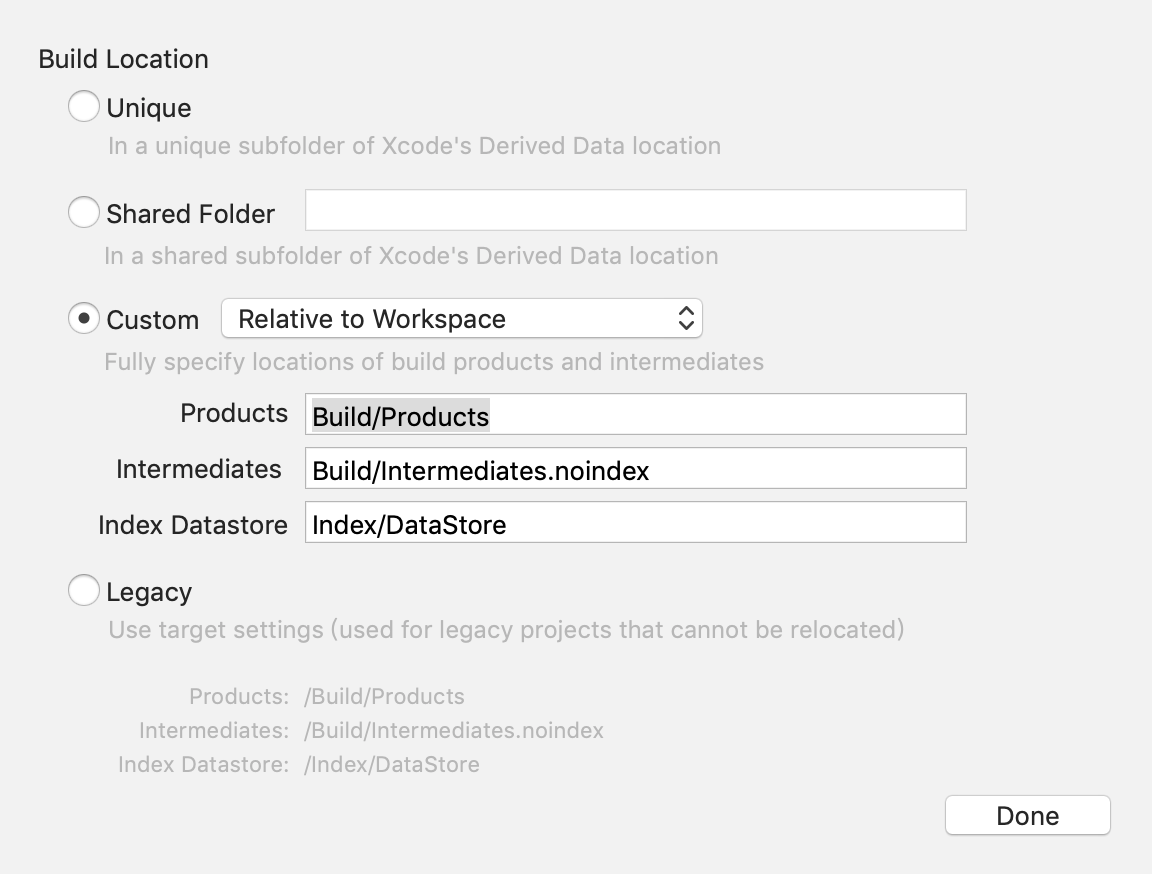 Build Location
Unique
In a unique subfolder of Xcode's Derived Data location
Shared Folder
In a shared subfolder of Xcode's Derived Data location
Custom Relative to Workspace
Fully specify locations of build products and intermediates
Products Build/Products
Intermediates Build/Intermediates.noindex
Index Datastore Index/DataStore
Legacy
Use target settings (used for legacy projects that cannot be relocated)
Products: /Build/Products
Intermediates: /Build/Intermediates.noindex
Index Datastore: /Index/DataStore
Done